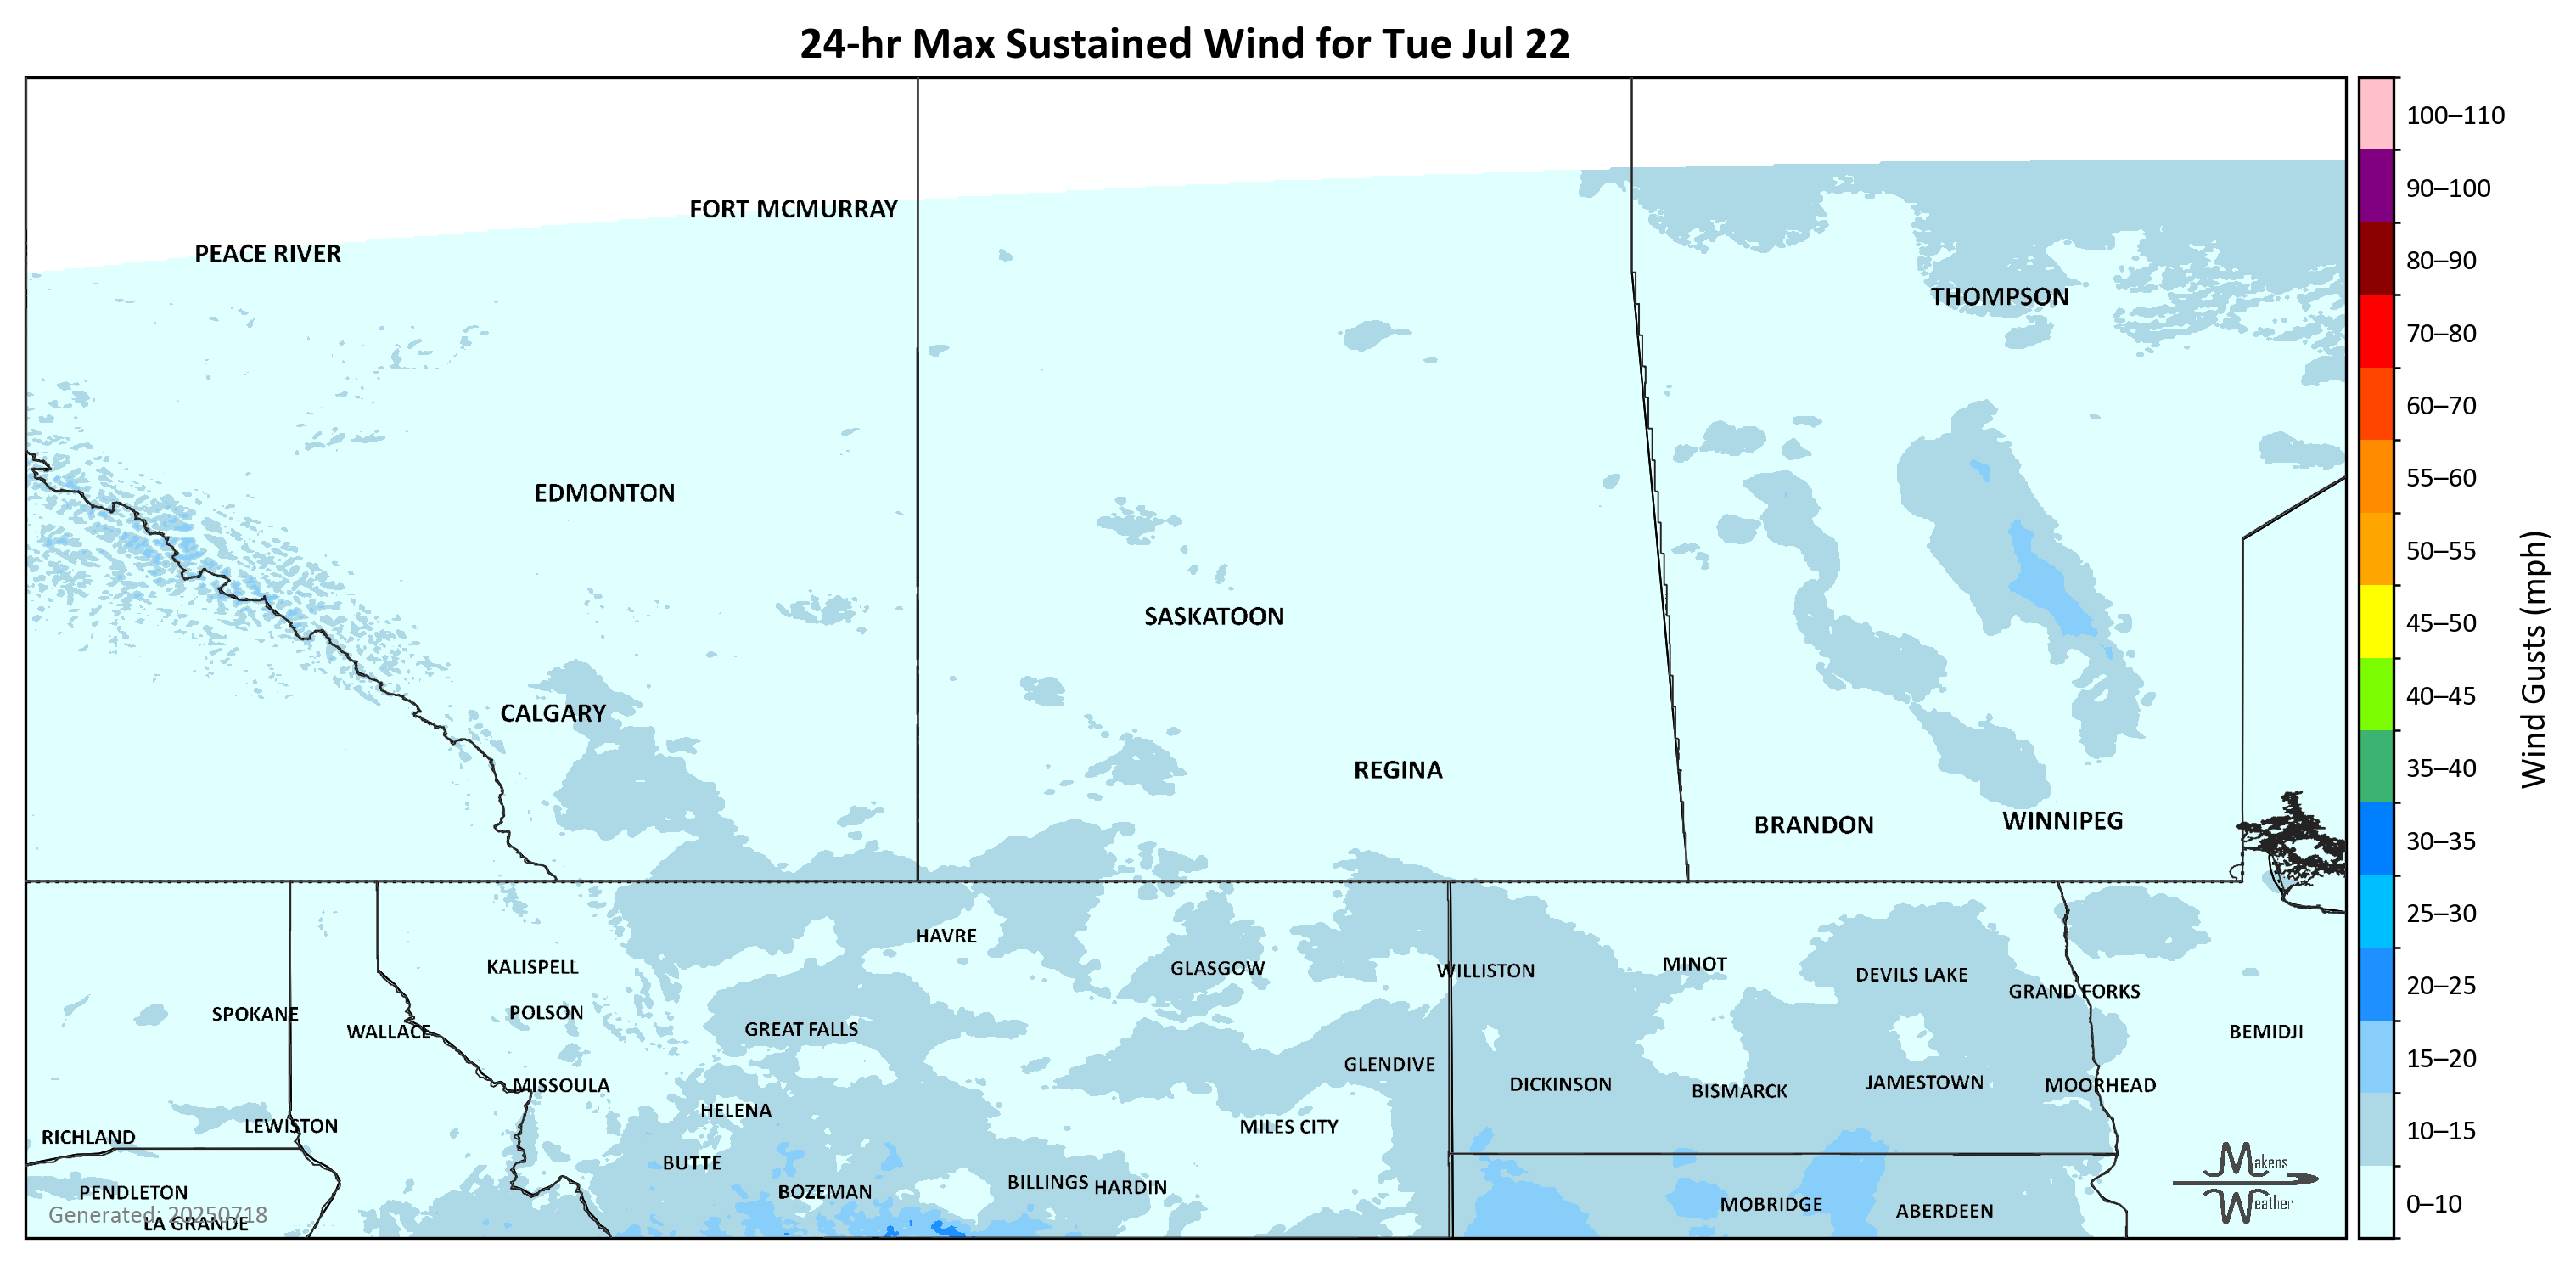 24-hr Max Sustained Wind for Tue Jul 22
FORT MCMURRAY
PEACE RIVER
THOMPSON
EDMONTON
SASKATOON
CALGARY
REGINA
BRANDON
WINNIPEG
HAVRE
KALISPELL
GLASGOW
WILLISTON
MINOT
DEVILS LAKE
GRAND FORKS
SPOKANE
POLSON
WALLACE
GREAT FALLS
BEMIDJI
GLENDIVE
MISSOULA
DICKINSON
BISMARCK
JAMESTOWN
MOORHEAD
HELENA
LEWISTON
MILES CITY
RICHLAND
BUTTE
PENDLETON
BOZEMAN
BILLINGS
HARDIN
MOBRIDGE
ABERDEEN
Generated: 20250718
LA GRANDE
Makens
Weather
100–110
90–100
80–90
70–80
60–70
55–60
50–55
45–50
40–45
35–40
30–35
25–30
20–25
15–20
10–15
0–10
Wind Gusts (mph)